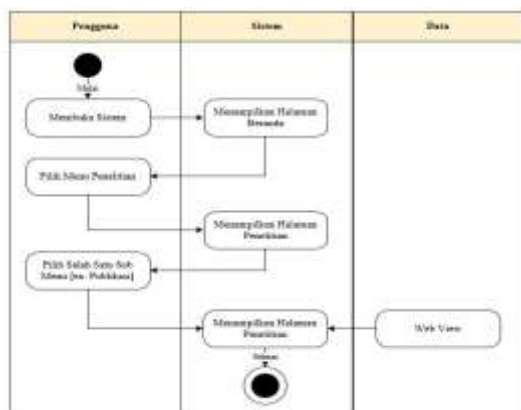 Pengguna
Sistem
Data
Mulai
Membuka Sistem
Menampilkan Halaman
Beranda
Pilih Menu Penelitian
Menampilkan Halaman
Penelitian
Pilih Salah Satu Sub
Menu [ex. Publikasi]
Menampilkan Halaman
Penelitian
Web View
Selesai